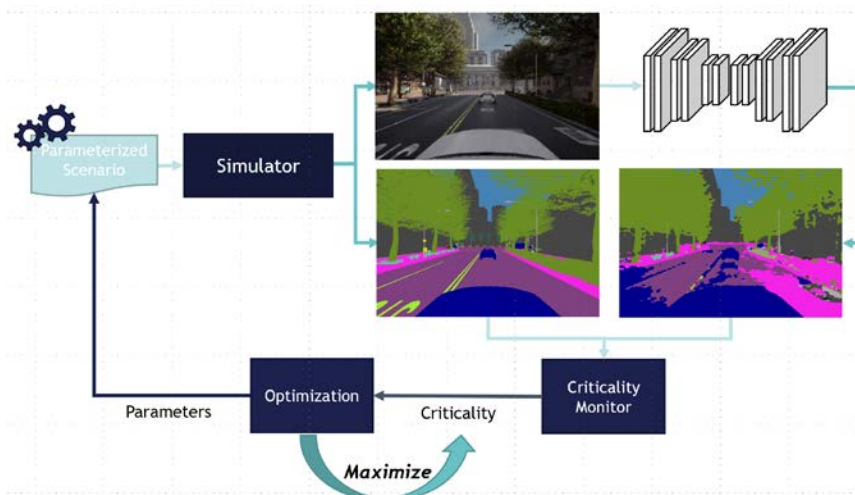 Parameterized
Scenario
Simulator
Parameters
Optimization
Criticality
Criticality
Monitor
Maximize